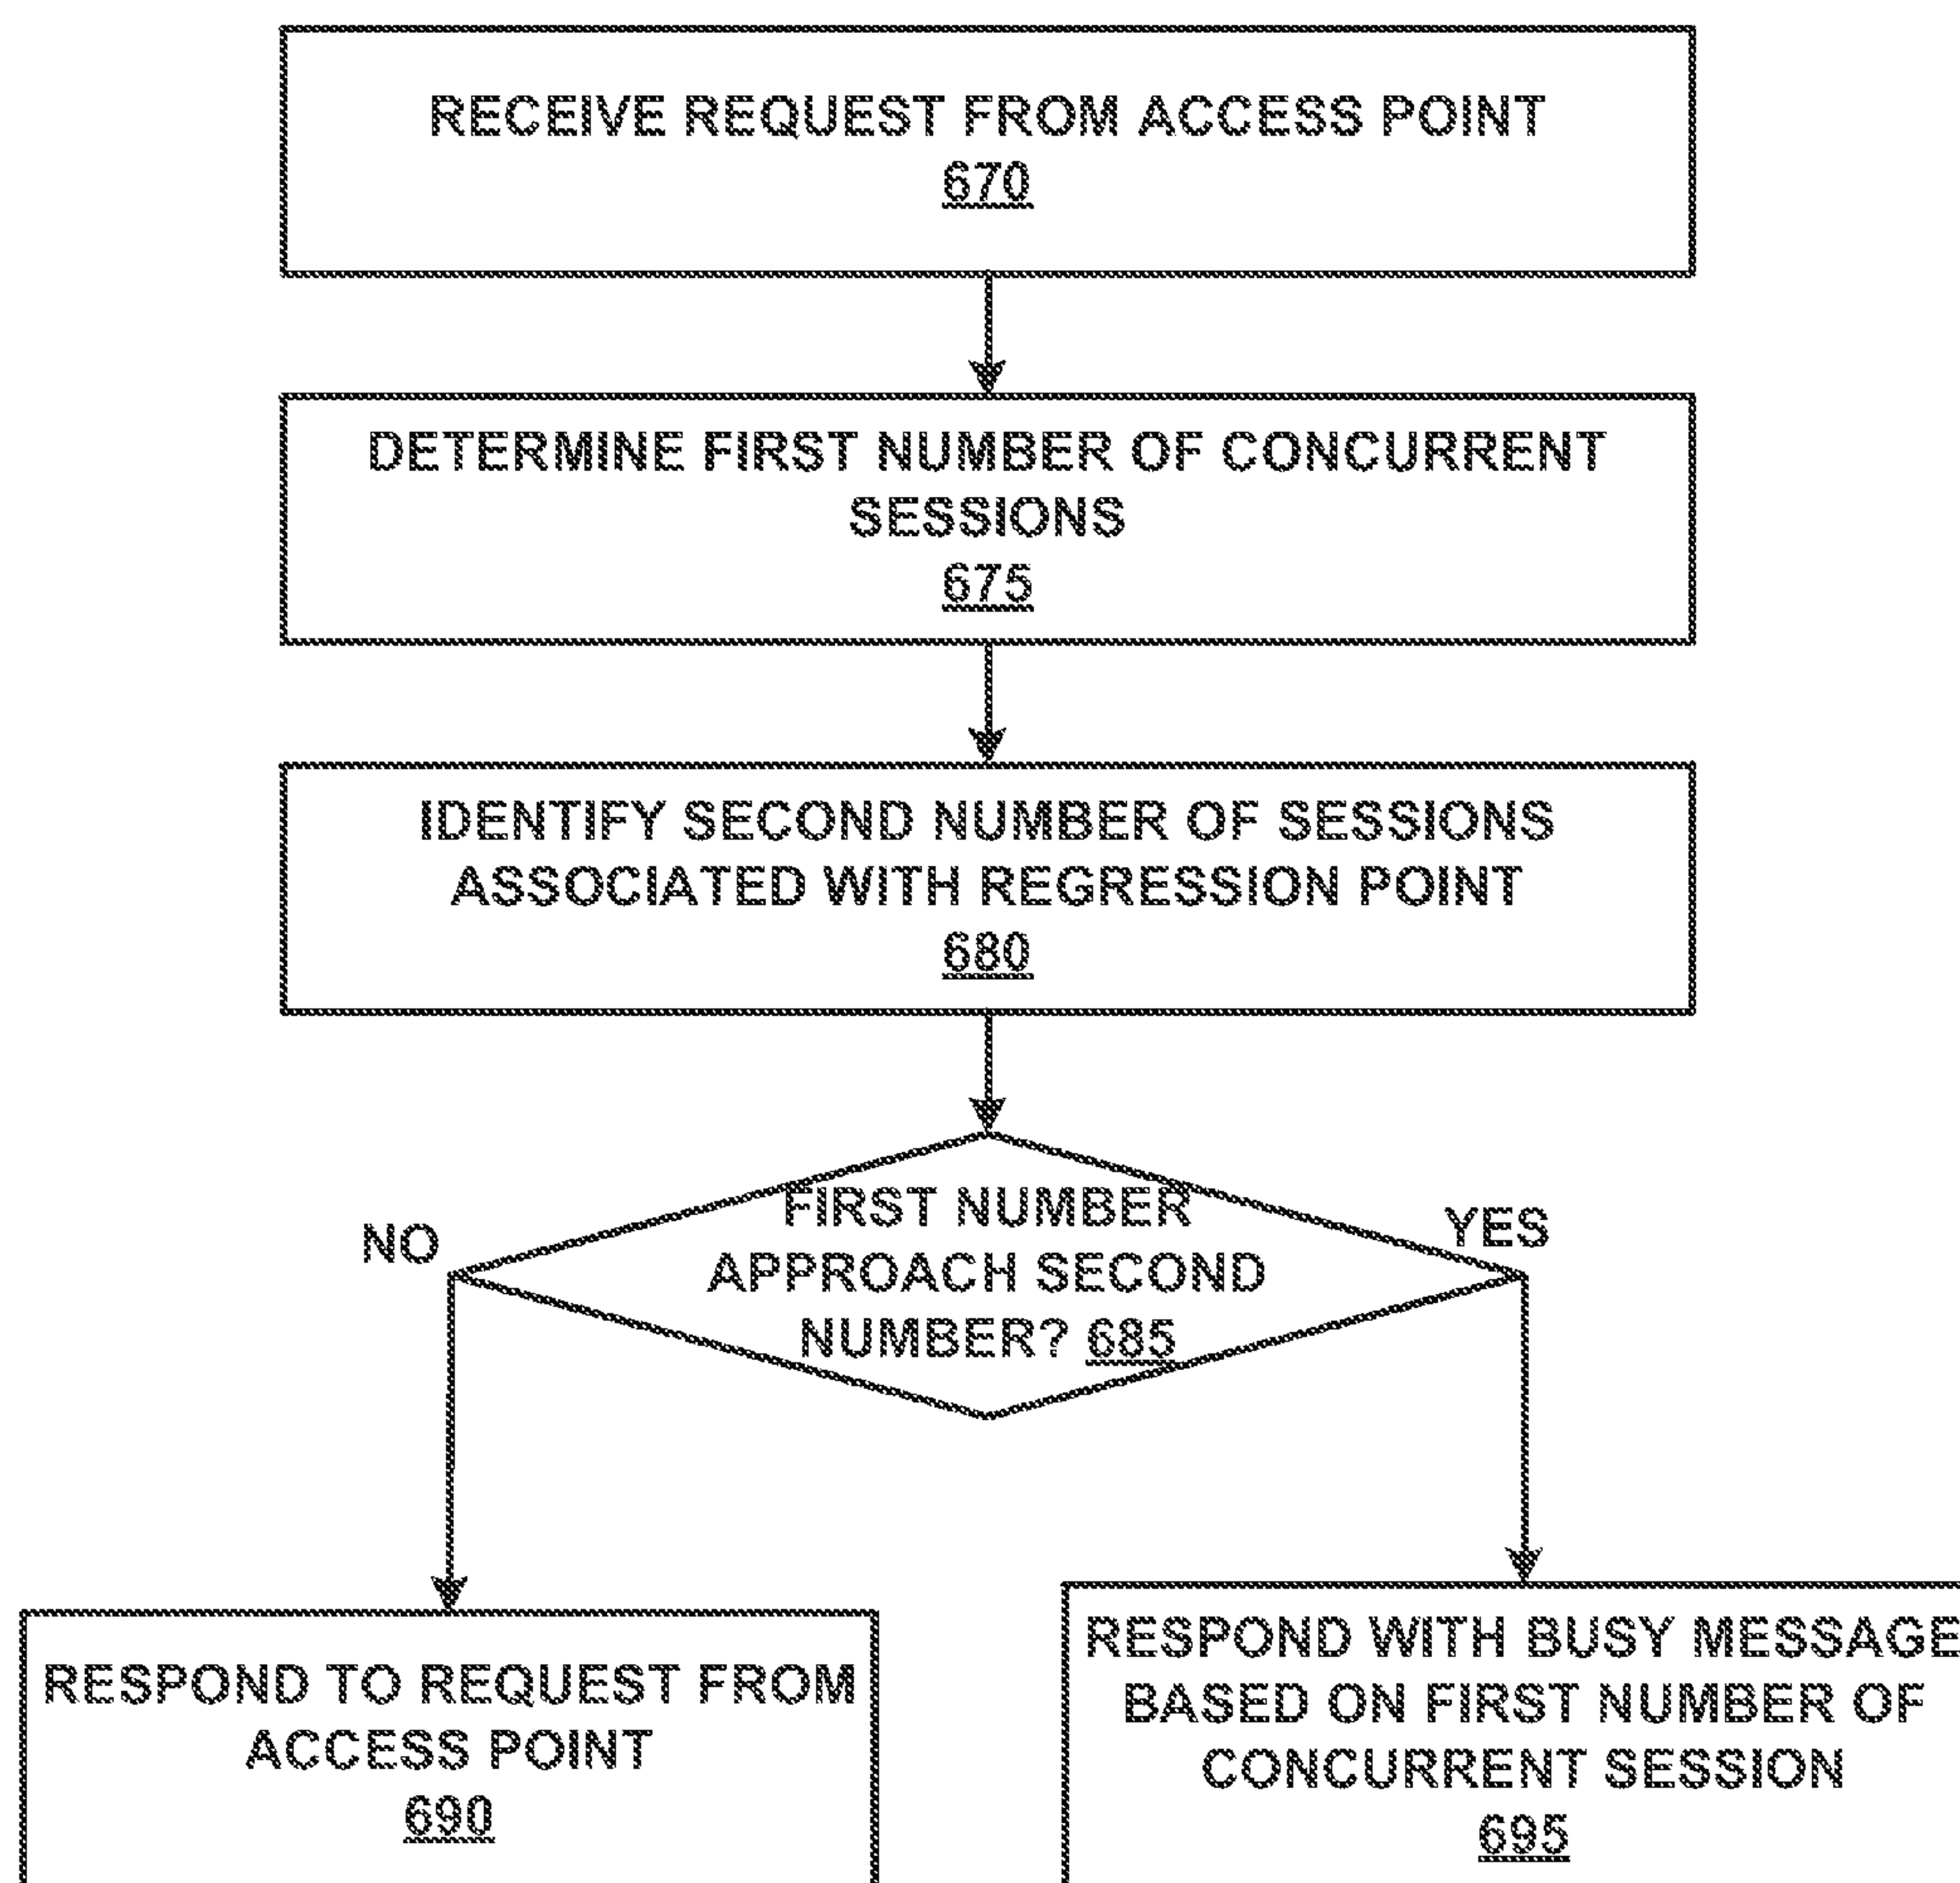 RECEIVE REQUEST FROM ACCESS POINT
670
DETERMINE FIRST NUMBER OF CONCURRENT
SESSIONS
675
IDENTIFY SECOND NUMBER OF SESSIONS
ASSOCIATED WITH REGRESSION POINT
680
FIRST NUMBER
APPROACH SECOND
NUMBER? 685
NO
YES
RESPOND TO REQUEST FROM
ACCESS POINT
690
RESPOND WITH BUSY MESSAGE
BASED ON FIRST NUMBER OF
CONCURRENT SESSION
695